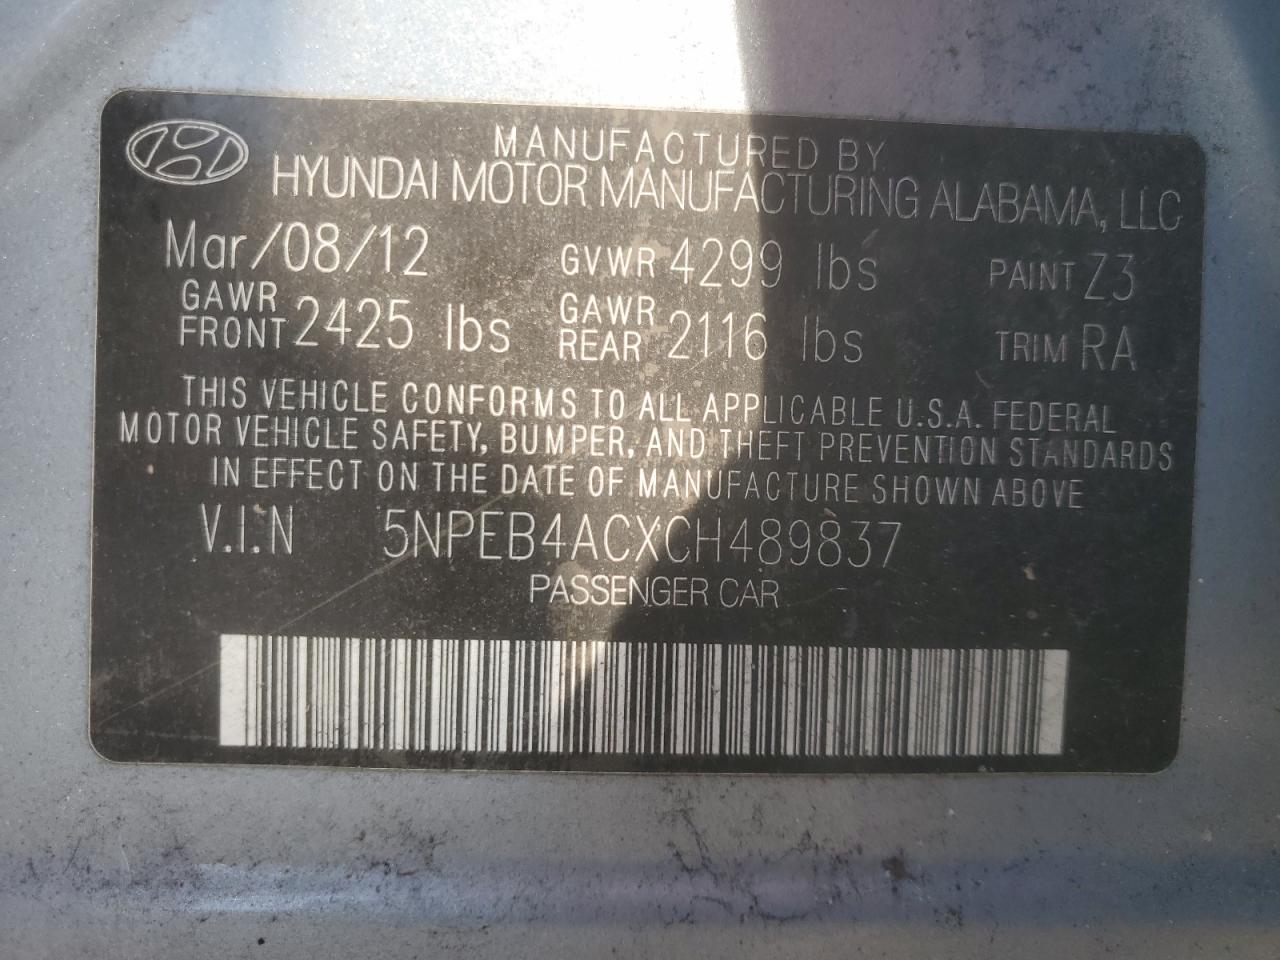 MANUFACTURED BY
HYUNDAI MOTOR MANUFACTURING ALABAMA, LLC
Mar/08/12 GVWR 4299 lbs PAINT Z3
GAWR FRONT 2425 lbs GAWR REAR 2116 lbs TRIM RA
THIS VEHICLE CONFORMS TO ALL APPLICABLE U.S.A. FEDERAL
MOTOR VEHICLE SAFETY, BUMPER, AND THEFT PREVENTION STANDARDS
IN EFFECT ON THE DATE OF MANUFACTURE SHOWN ABOVE
V.I.N 5NPEB4ACXCH489837
PASSENGER CAR